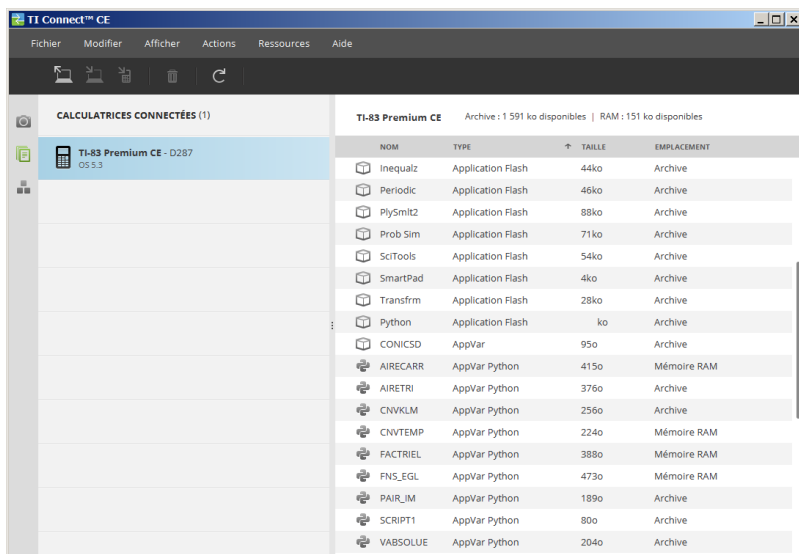 TI Connect™ CE
Fichier Modifier Afficher Actions Ressources Aide
CALCULATRICES CONNECTÉES (1)
TI-83 Premium CE - D287
OS 5.3
TI-83 Premium CE Archive : 1 591 ko disponibles | RAM : 151 ko disponibles
NOM TYPE ↑ TAILLE EMPLACEMENT
Inequalz Application Flash 44ko Archive
Periodic Application Flash 46ko Archive
PlySmlt2 Application Flash 88ko Archive
Prob Sim Application Flash 71ko Archive
SciTools Application Flash 54ko Archive
SmartPad Application Flash 4ko Archive
Transfrm Application Flash 28ko Archive
Python Application Flash ko Archive
CONICSD AppVar 95o Archive
AIRECARR AppVar Python 415o Mémoire RAM
AIRETRI AppVar Python 376o Archive
CNVKLM AppVar Python 256o Archive
CNVTEMP AppVar Python 224o Mémoire RAM
FACTRIEL AppVar Python 388o Mémoire RAM
FNS_EGL AppVar Python 473o Mémoire RAM
PAIR_IM AppVar Python 189o Archive
SCRIPT1 AppVar Python 80o Archive
VABSOLUE AppVar Python 204o Archive